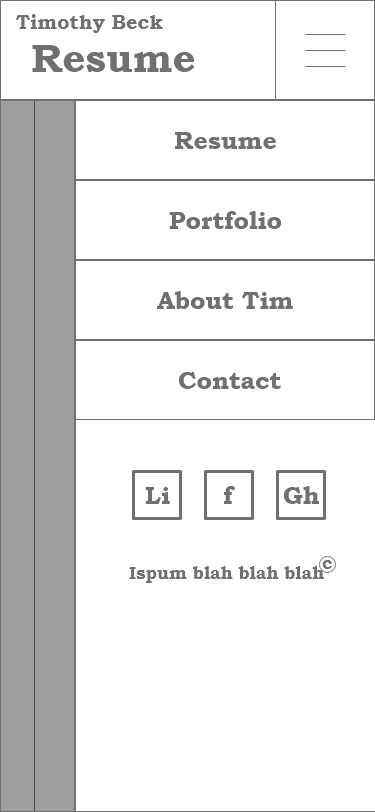 Timothy Beck
Resume
Resume
Portfolio
About Tim
Contact
Li f Gh
Ispum blah blah blah©